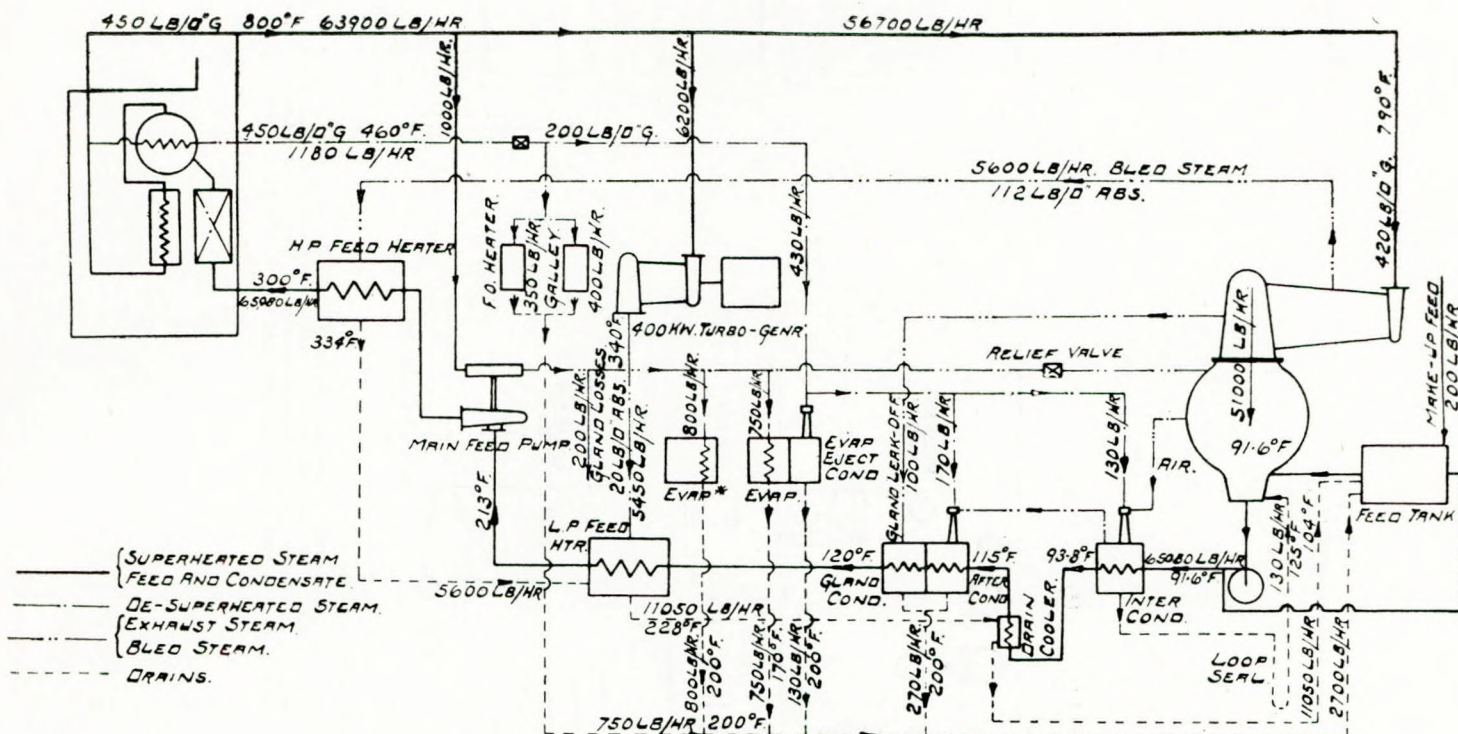 450 LB/□"G 800°F 63900 LB/HR
56700 LB/HR
1000 LB/HR.
6200 LB/HR.
420 LB/□"G. 790°F.
450 LB/□"G 460°F.
1180 LB/HR
200 LB/□"G.
5600 LB/HR. BLED STEAM
112 LB/□" ABS.
430 LB/HR
F.O. HEATER.
350 LB/HR
GALLEY.
400 LB/HR.
H P FEED HEATER
300°F.
65080 LB/HR
334°F
400 KW. TURBO-GENR
51000 LB/HR
RELIEF VALVE
MAKE-UP FEED
200 LB/HR
MAIN FEED PUMP.
200 LB/HR
GLAND LOSSES
20 LB/□" ABS. 340°F
5450 LB/HR.
800 LB/HR.
750 LB/HR
EVAP*
EVAP.
EVAP
EJECT
COND
GLAND LEAK-OFF
100 LB/HR
170 LB/HR
130 LB/HR
AIR.
91.6°F
FEED TANK
213°F.
L.P FEED
HTR.
120°F.
GLAND
COND.
115°F.
AFTER
COND
93.8°F.
65080 LB/HR
91.6°F
INTER
COND.
130 LB/HR
125°F
104°F
SUPERHEATED STEAM
FEED AND CONDENSATE
DE-SUPERHEATED STEAM.
EXHAUST STEAM
BLED STEAM.
DRAINS.
5600 LB/HR
11050 LB/HR
228°F
DRAIN
COOLER
800 LB/HR.
200°F.
750 LB/HR
170°F.
130 LB/HR
200°F.
270 LB/HR
200°F.
LOOP
SEAL
11050 LB/HR
2700 LB/HR
750 LB/HR 200°F.